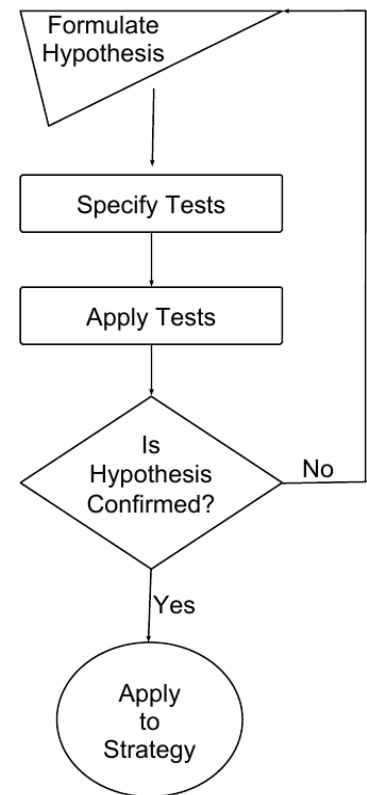 Formulate
Hypothesis
Specify Tests
Apply Tests
Is
Hypothesis
Confirmed?
No
Yes
Apply
to
Strategy